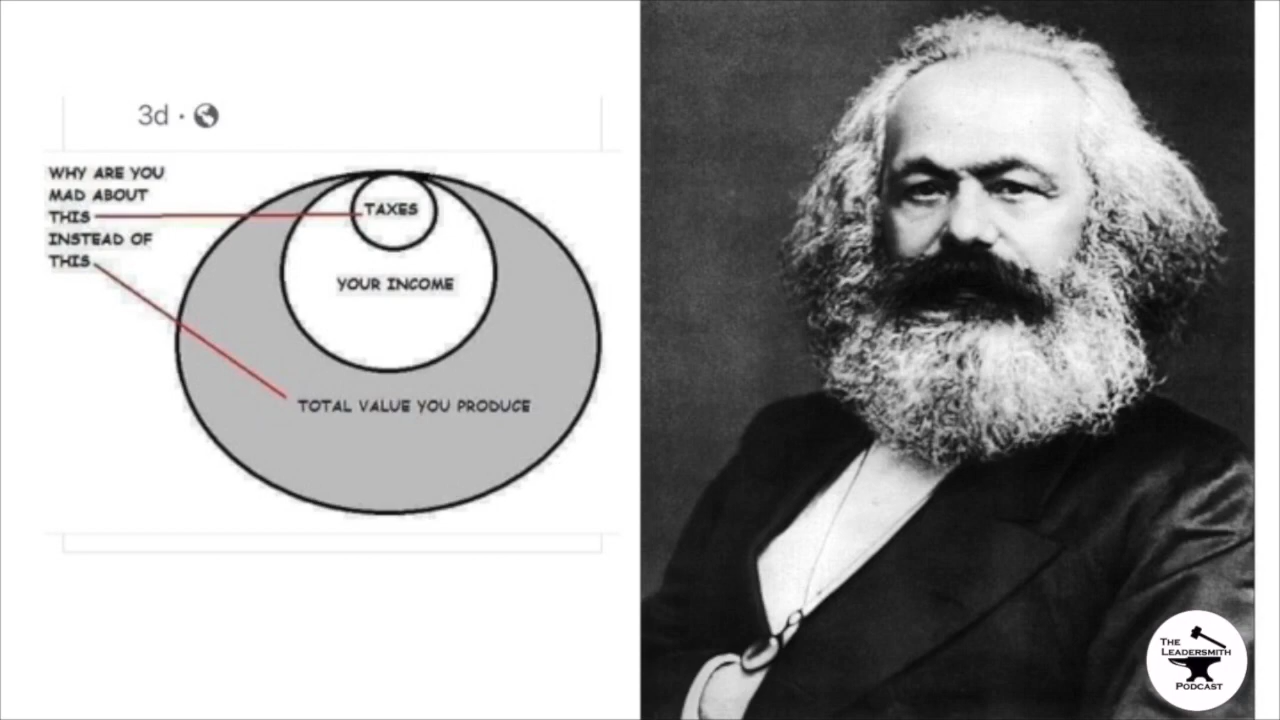 3d ·
WHY ARE YOU
MAD ABOUT
THIS
INSTEAD OF
THIS
TAXES
YOUR INCOME
TOTAL VALUE YOU PRODUCE
THE
LEADERSMITH
PODCAST